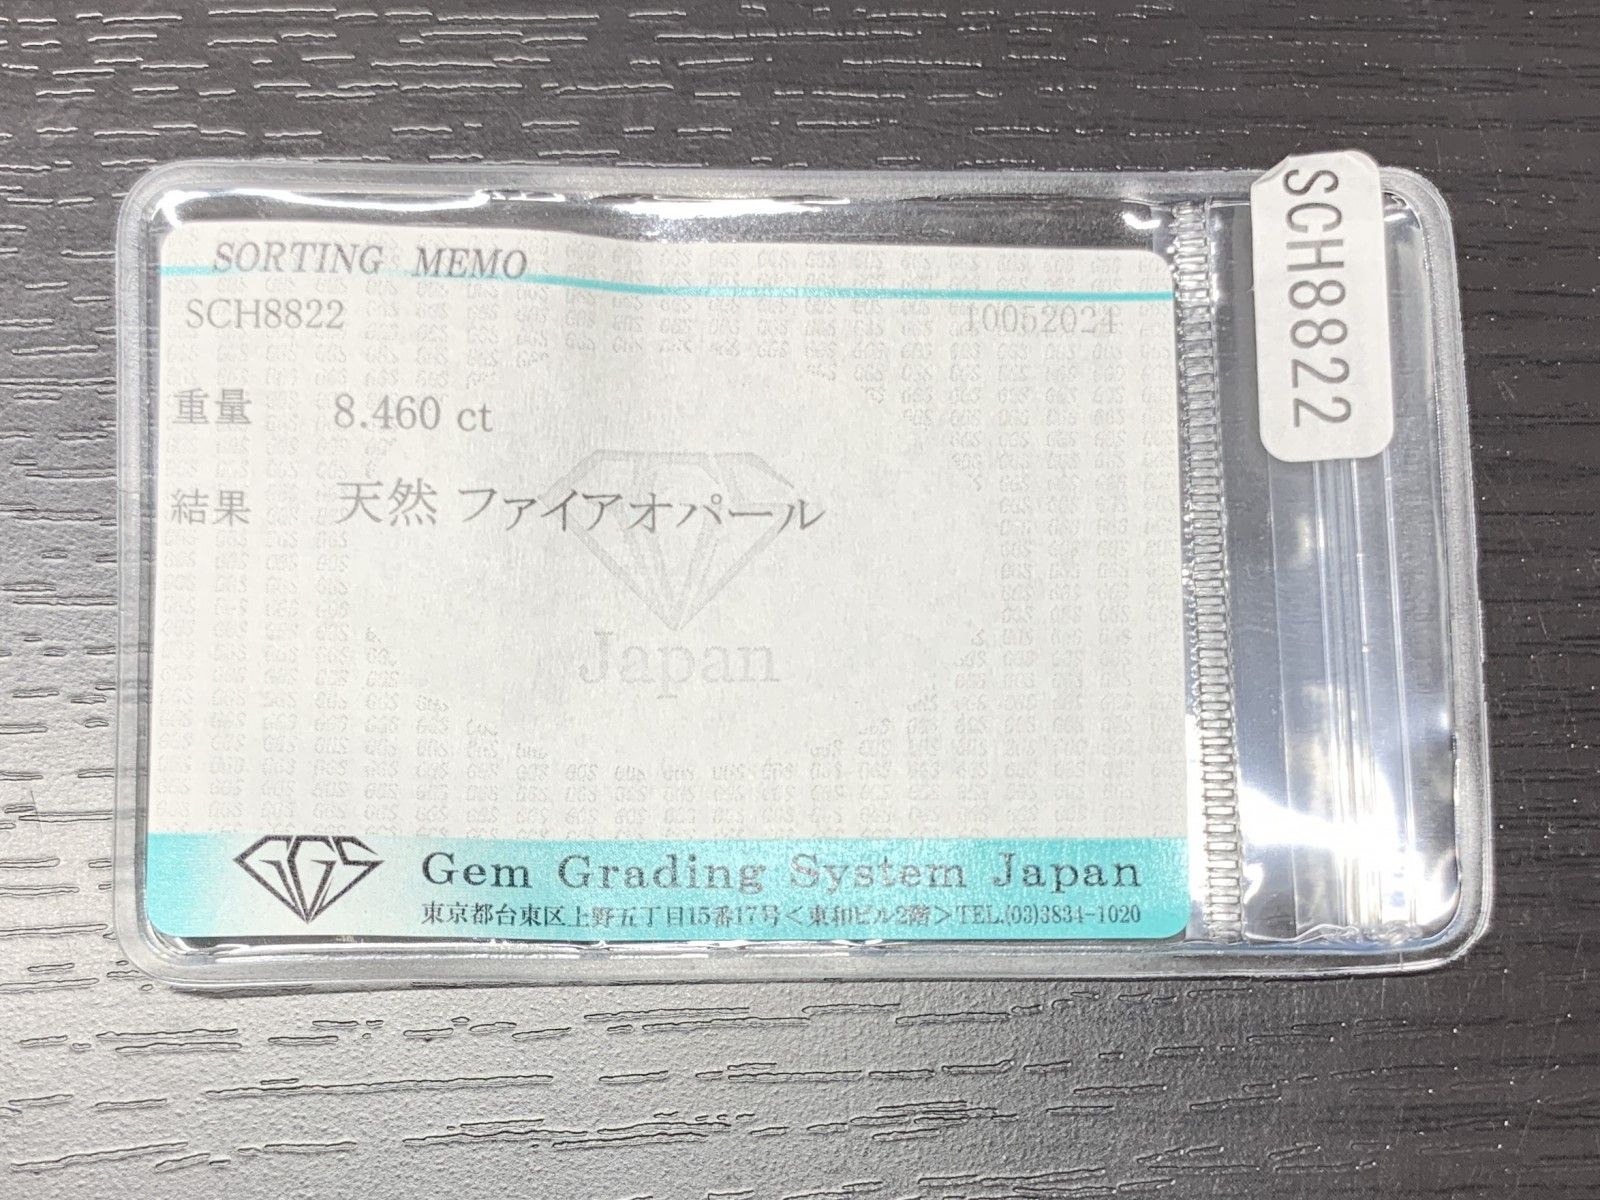 SORTING MEMO
SCH8822 10052024
重量 8.460 ct
結果 天然 ファイアオパール
Japan
GGS Gem Grading System Japan
東京都台東区上野五丁目15番17号<東和ビル2階>TEL.(03)3834-1020
SCH8822